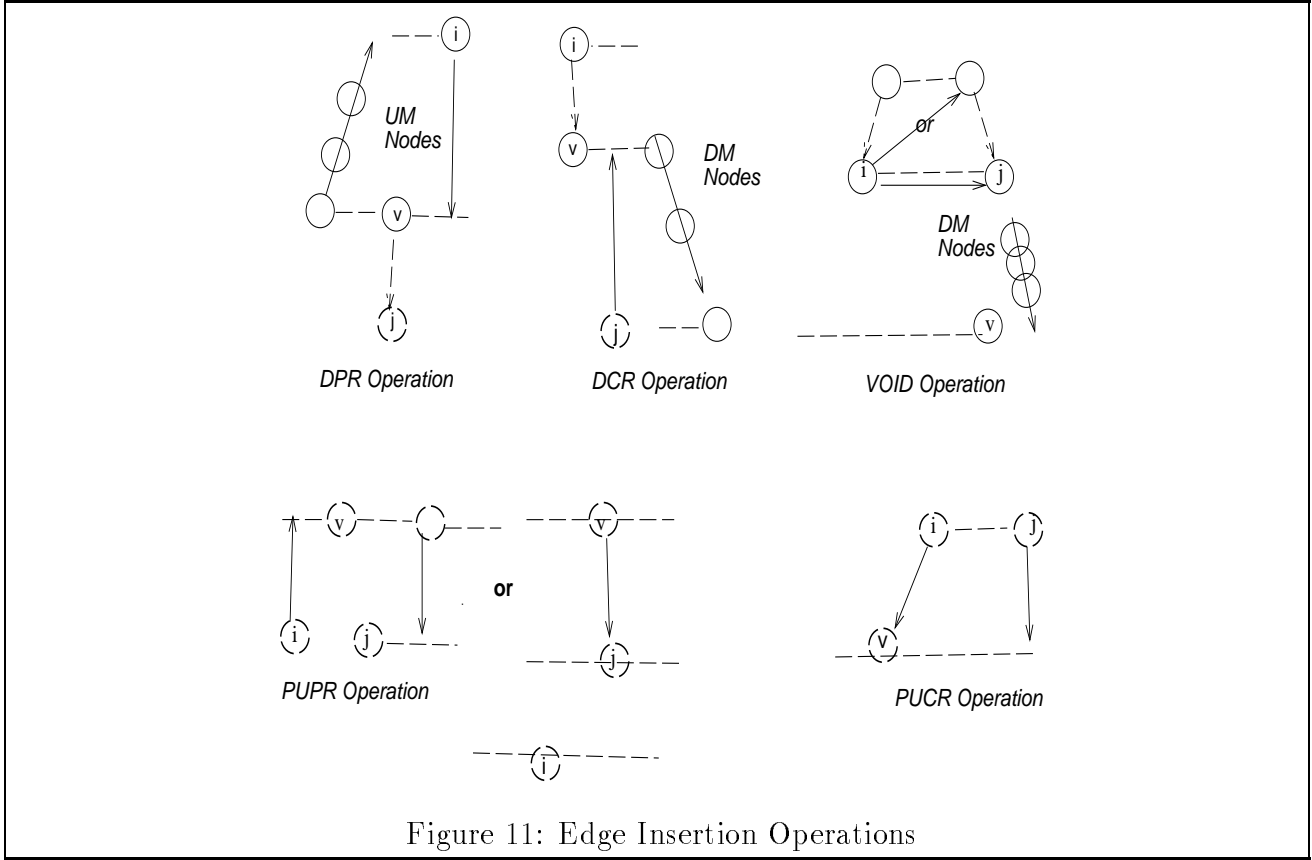 i
UM
Nodes
v
j
DPR Operation
i
v
DM
Nodes
j
DCR Operation
or
i
j
DM
Nodes
v
VOID Operation
v
i
j
PUPR Operation
or
v
j
i
i
j
v
PUCR Operation
Figure 11: Edge Insertion Operations